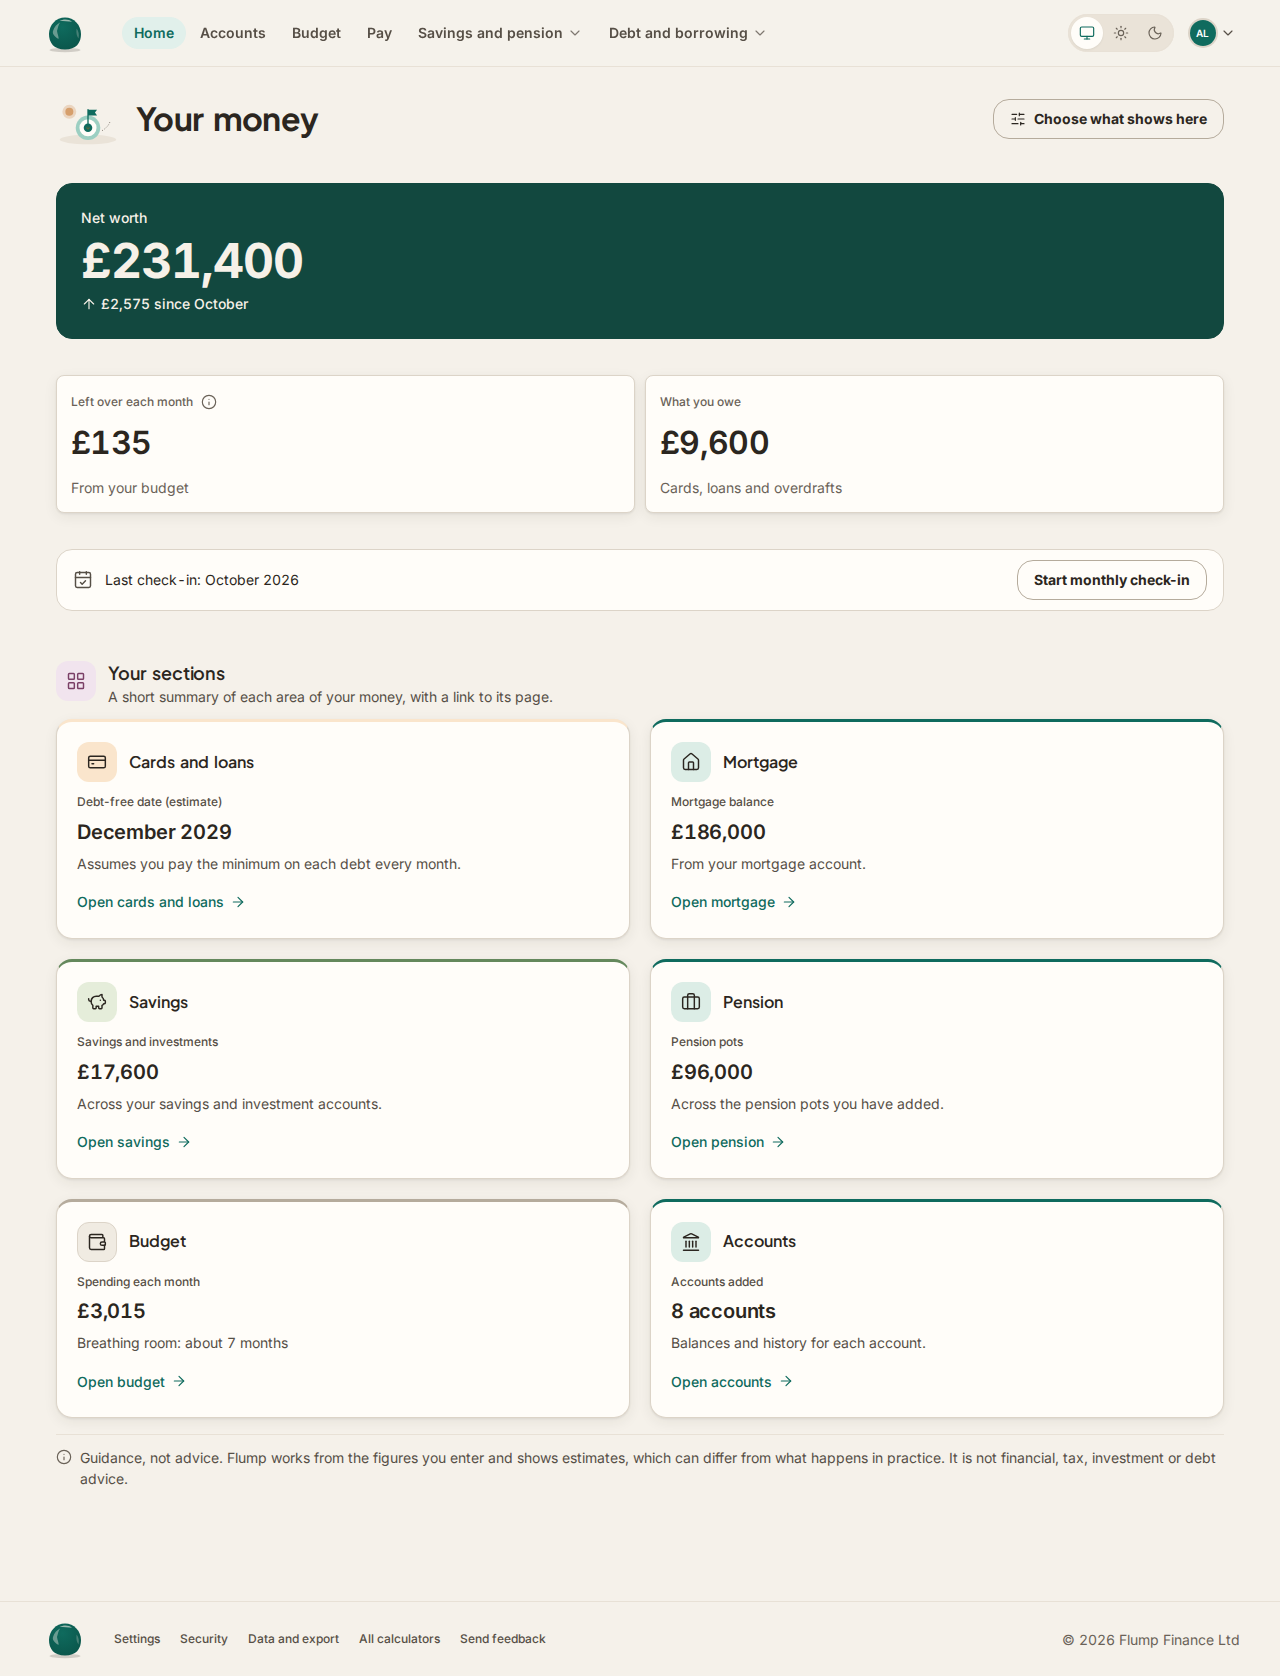 Home
Accounts
Budget
Pay
Savings and pension
Debt and borrowing
AL
Your money
Choose what shows here
Net worth
£231,400
£2,575 since October
Left over each month
£135
From your budget
What you owe
£9,600
Cards, loans and overdrafts
Last check-in: October 2026
Start monthly check-in
Your sections
A short summary of each area of your money, with a link to its page.
Cards and loans
Debt-free date (estimate)
December 2029
Assumes you pay the minimum on each debt every month.
Open cards and loans
Mortgage
Mortgage balance
£186,000
From your mortgage account.
Open mortgage
Savings
Savings and investments
£17,600
Across your savings and investment accounts.
Open savings
Pension
Pension pots
£96,000
Across the pension pots you have added.
Open pension
Budget
Spending each month
£3,015
Breathing room: about 7 months
Open budget
Accounts
Accounts added
8 accounts
Balances and history for each account.
Open accounts
Guidance, not advice. Flump works from the figures you enter and shows estimates, which can differ from what happens in practice. It is not financial, tax, investment or debt
advice.
Settings
Security
Data and export
All calculators
Send feedback
© 2026 Flump Finance Ltd